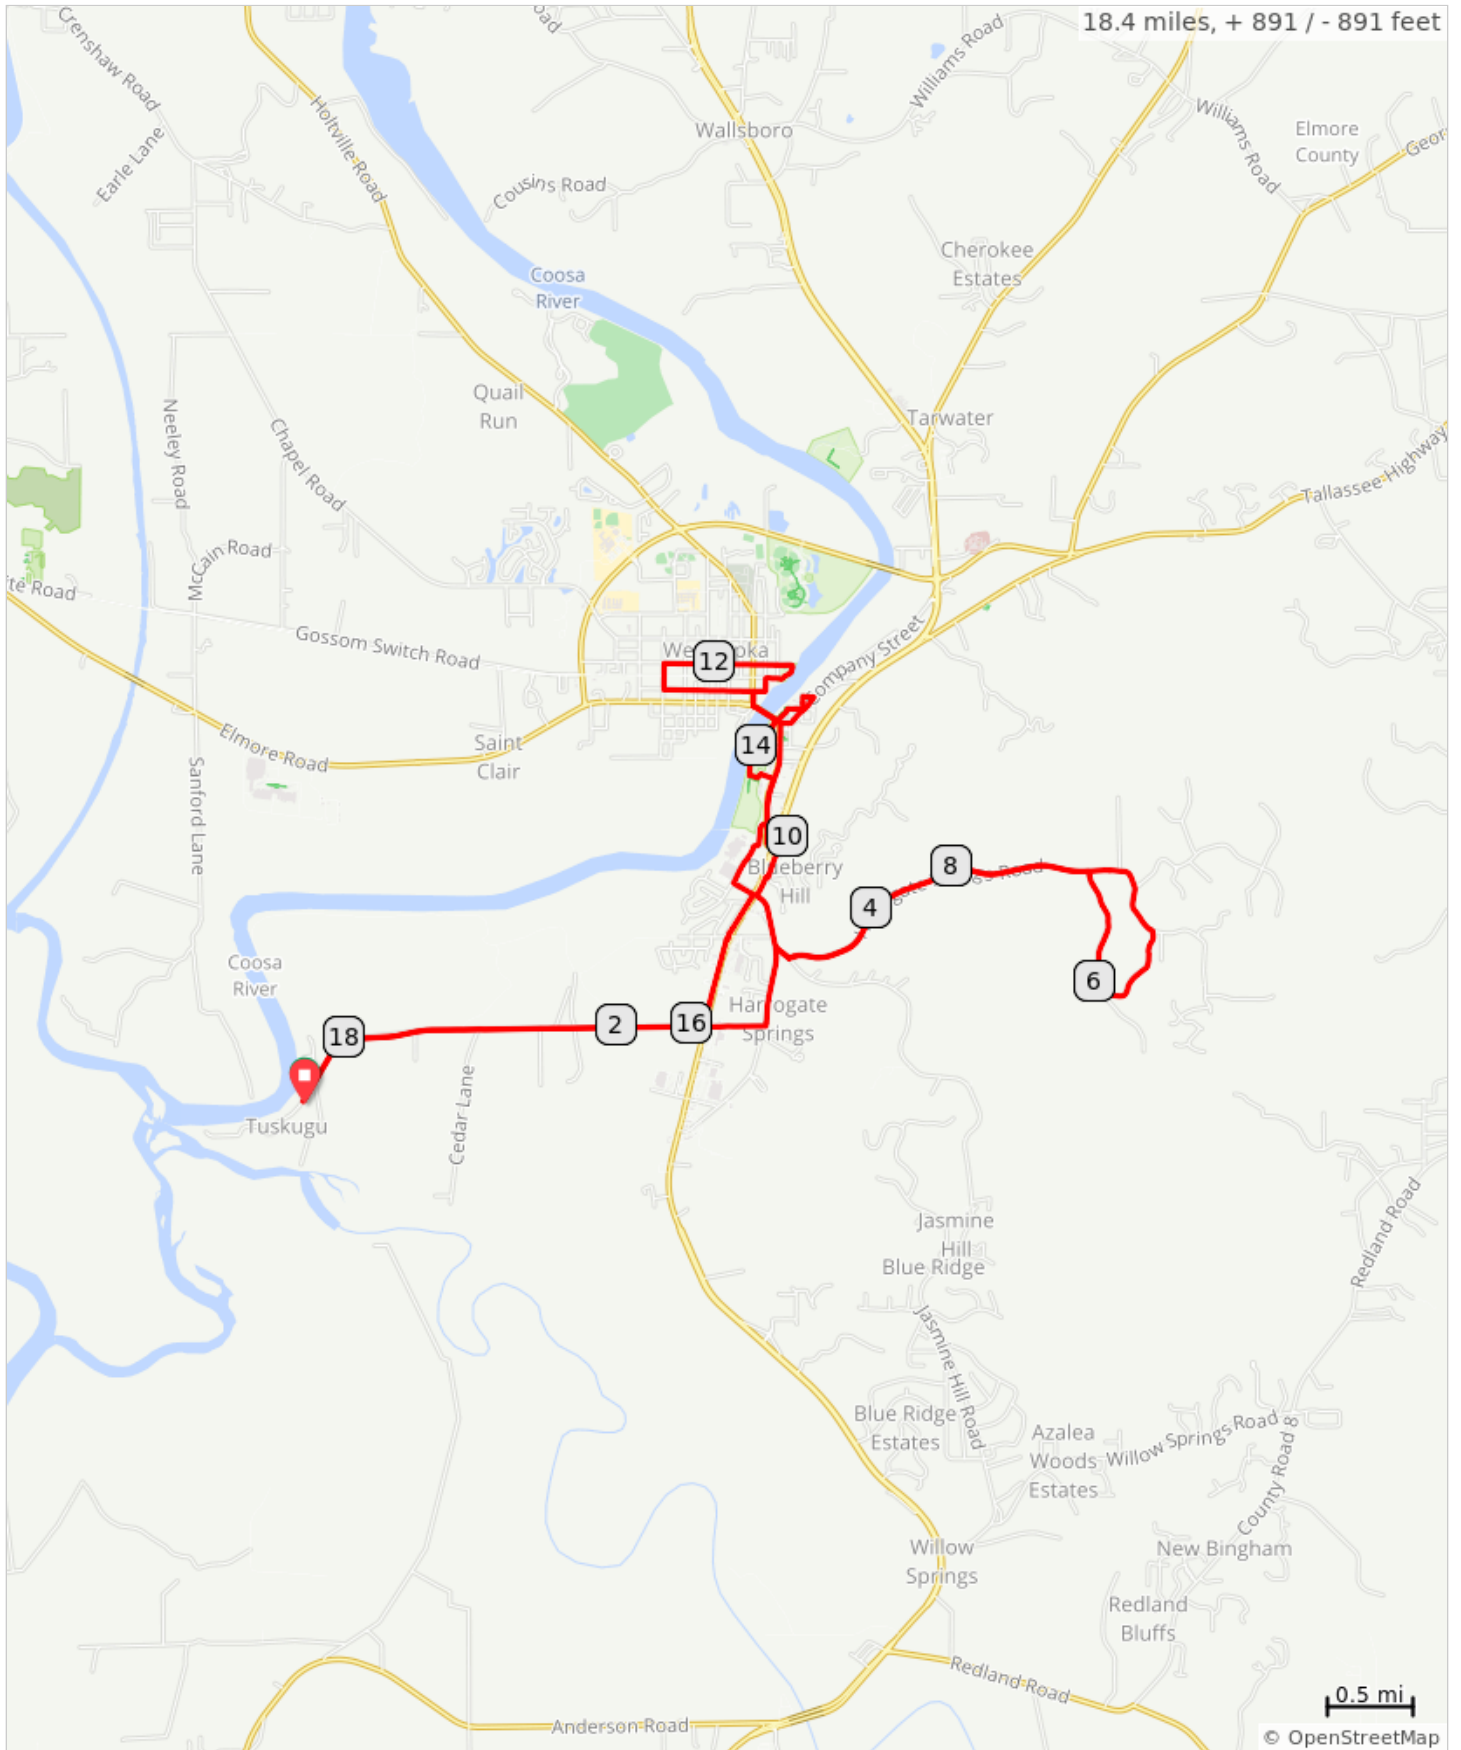 18.4 miles, + 891 / - 891 feet
Crenshaw Road
Road
Williams Road
Holtville Road
Wallsboro
Williams Road
Elmore
County
Earle Lane
Cousins Road
Cherokee
Estates
Coosa
River
Quail
Run
Neeley Road
Tarwater
Chapel Road
Tallassee Highway
McCain Road
Gossom Switch Road
Company Street
12
Elmore Road
Saint
Clair
14
Sanford Lane
10
Blueberry
Hill
8
Road
4
Coosa
River
6
Harrogate
Springs
18
2
16
Cedar Lane
Tuskugu
Redland Road
Jasmine
Hill
Blue Ridge
Jasmine Hill Road
Blue Ridge
Estates
Azalea
Woods
Estates
Willow Springs Road
County Road 8
Willow
Springs
New Bingham
Redland
Bluffs
Redland Road
0.5 mi
Anderson Road
© OpenStreetMap